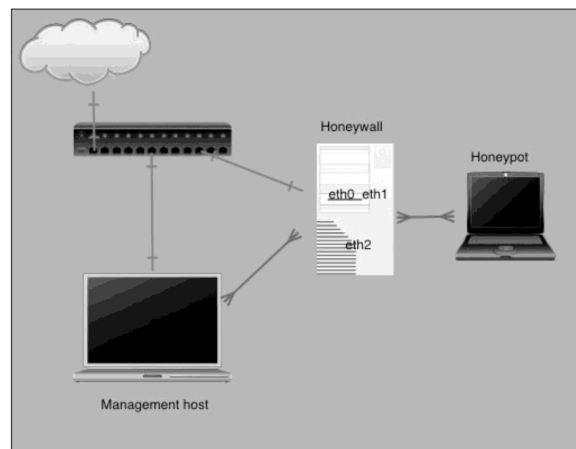 Honeywall
Honeypot
eth0 eth1
eth2
Management host